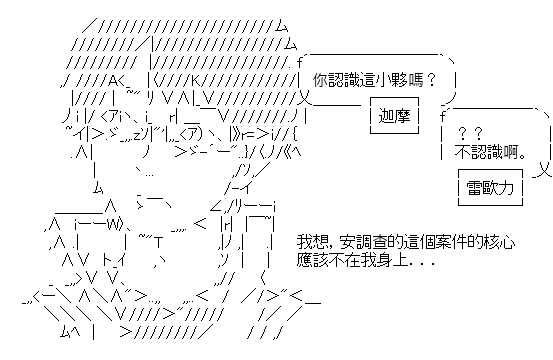 你認識這小夥嗎？
迦摩
？？
不認識啊。
雷歐力
我想,安調查的這個案件的核心
應該不在我身上...